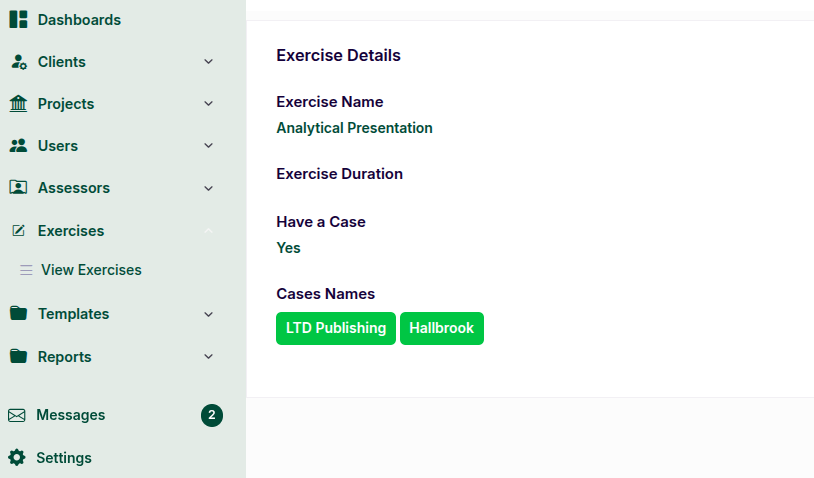 Dashboards
Clients
Projects
Users
Assessors
Exercises
View Exercises
Templates
Reports
Messages 2
Settings
Exercise Details
Exercise Name
Analytical Presentation
Exercise Duration
Have a Case
Yes
Cases Names
LTD Publishing Hallbrook